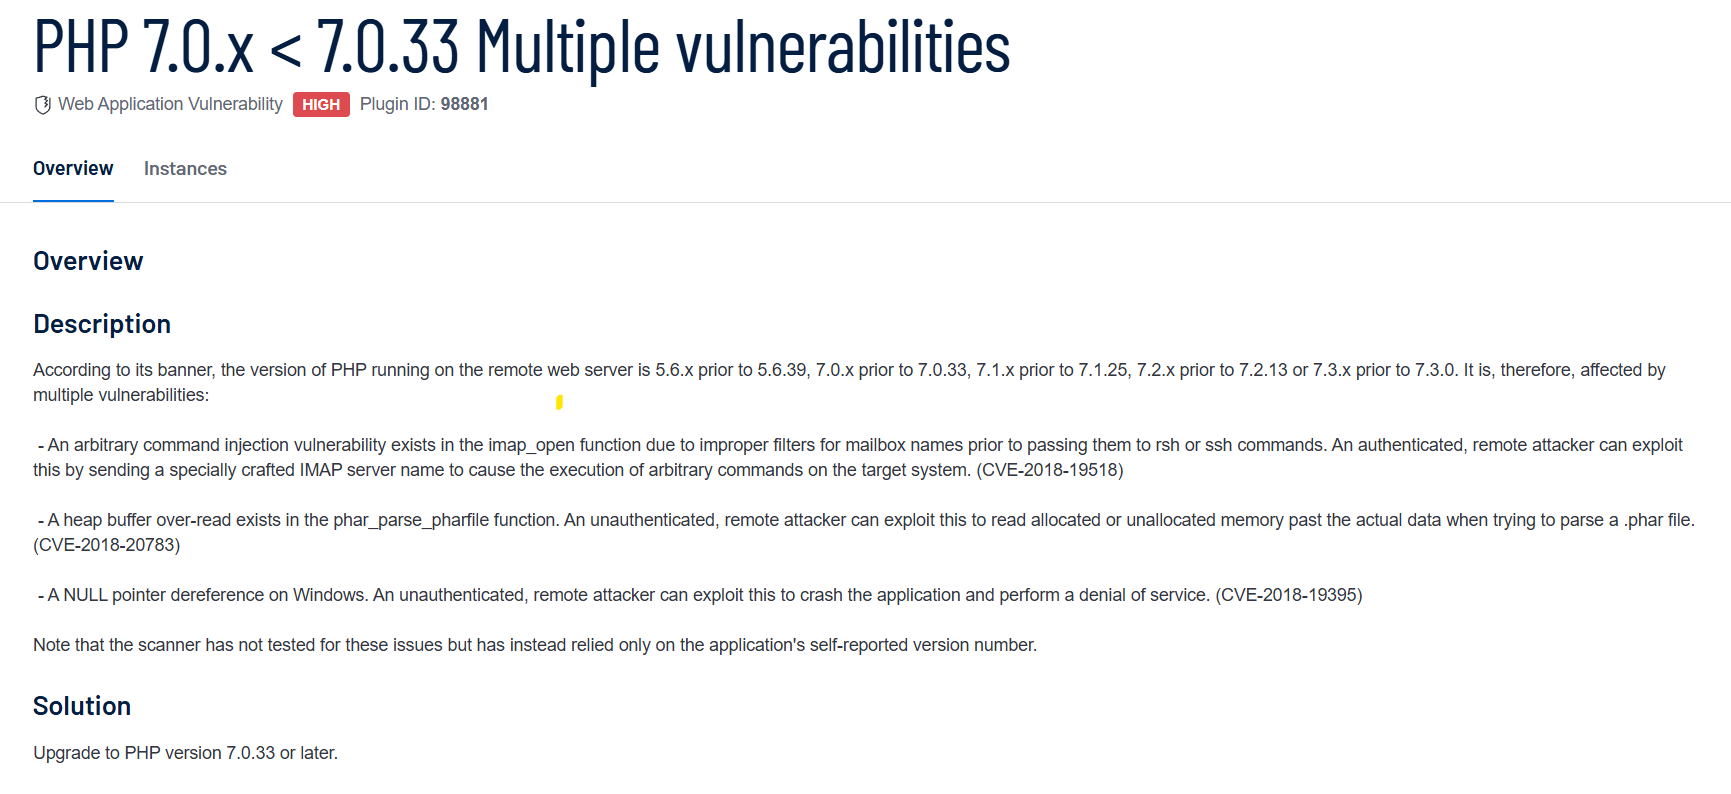 PHP 7.0.x < 7.0.33 Multiple vulnerabilities
Web Application Vulnerability HIGH Plugin ID: 98881
Overview Instances
Overview
Description
According to its banner, the version of PHP running on the remote web server is 5.6.x prior to 5.6.39, 7.0.x prior to 7.0.33, 7.1.x prior to 7.1.25, 7.2.x prior to 7.2.13 or 7.3.x prior to 7.3.0. It is, therefore, affected by
multiple vulnerabilities:
- An arbitrary command injection vulnerability exists in the imap_open function due to improper filters for mailbox names prior to passing them to rsh or ssh commands. An authenticated, remote attacker can exploit
this by sending a specially crafted IMAP server name to cause the execution of arbitrary commands on the target system. (CVE-2018-19518)
- A heap buffer over-read exists in the phar_parse_pharfile function. An unauthenticated, remote attacker can exploit this to read allocated or unallocated memory past the actual data when trying to parse a .phar file.
(CVE-2018-20783)
- A NULL pointer dereference on Windows. An unauthenticated, remote attacker can exploit this to crash the application and perform a denial of service. (CVE-2018-19395)
Note that the scanner has not tested for these issues but has instead relied only on the application's self-reported version number.
Solution
Upgrade to PHP version 7.0.33 or later.